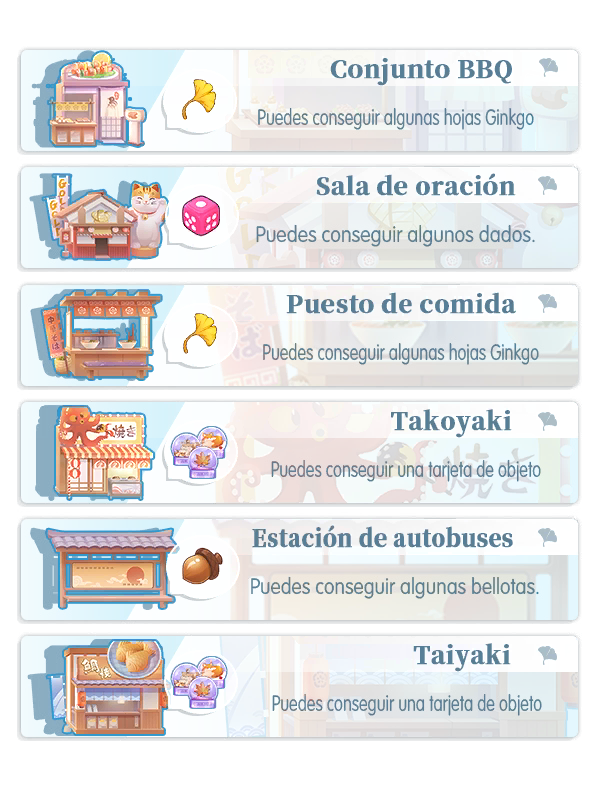 Conjunto BBQ
Puedes conseguir algunas hojas Ginkgo
Sala de oración
Puedes conseguir algunos dados.
Puesto de comida
Puedes conseguir algunas hojas Ginkgo
Takoyaki
焼き
Puedes conseguir una tarjeta de objeto
Estación de autobuses
Puedes conseguir algunas bellotas.
Taiyaki
Puedes conseguir una tarjeta de objeto